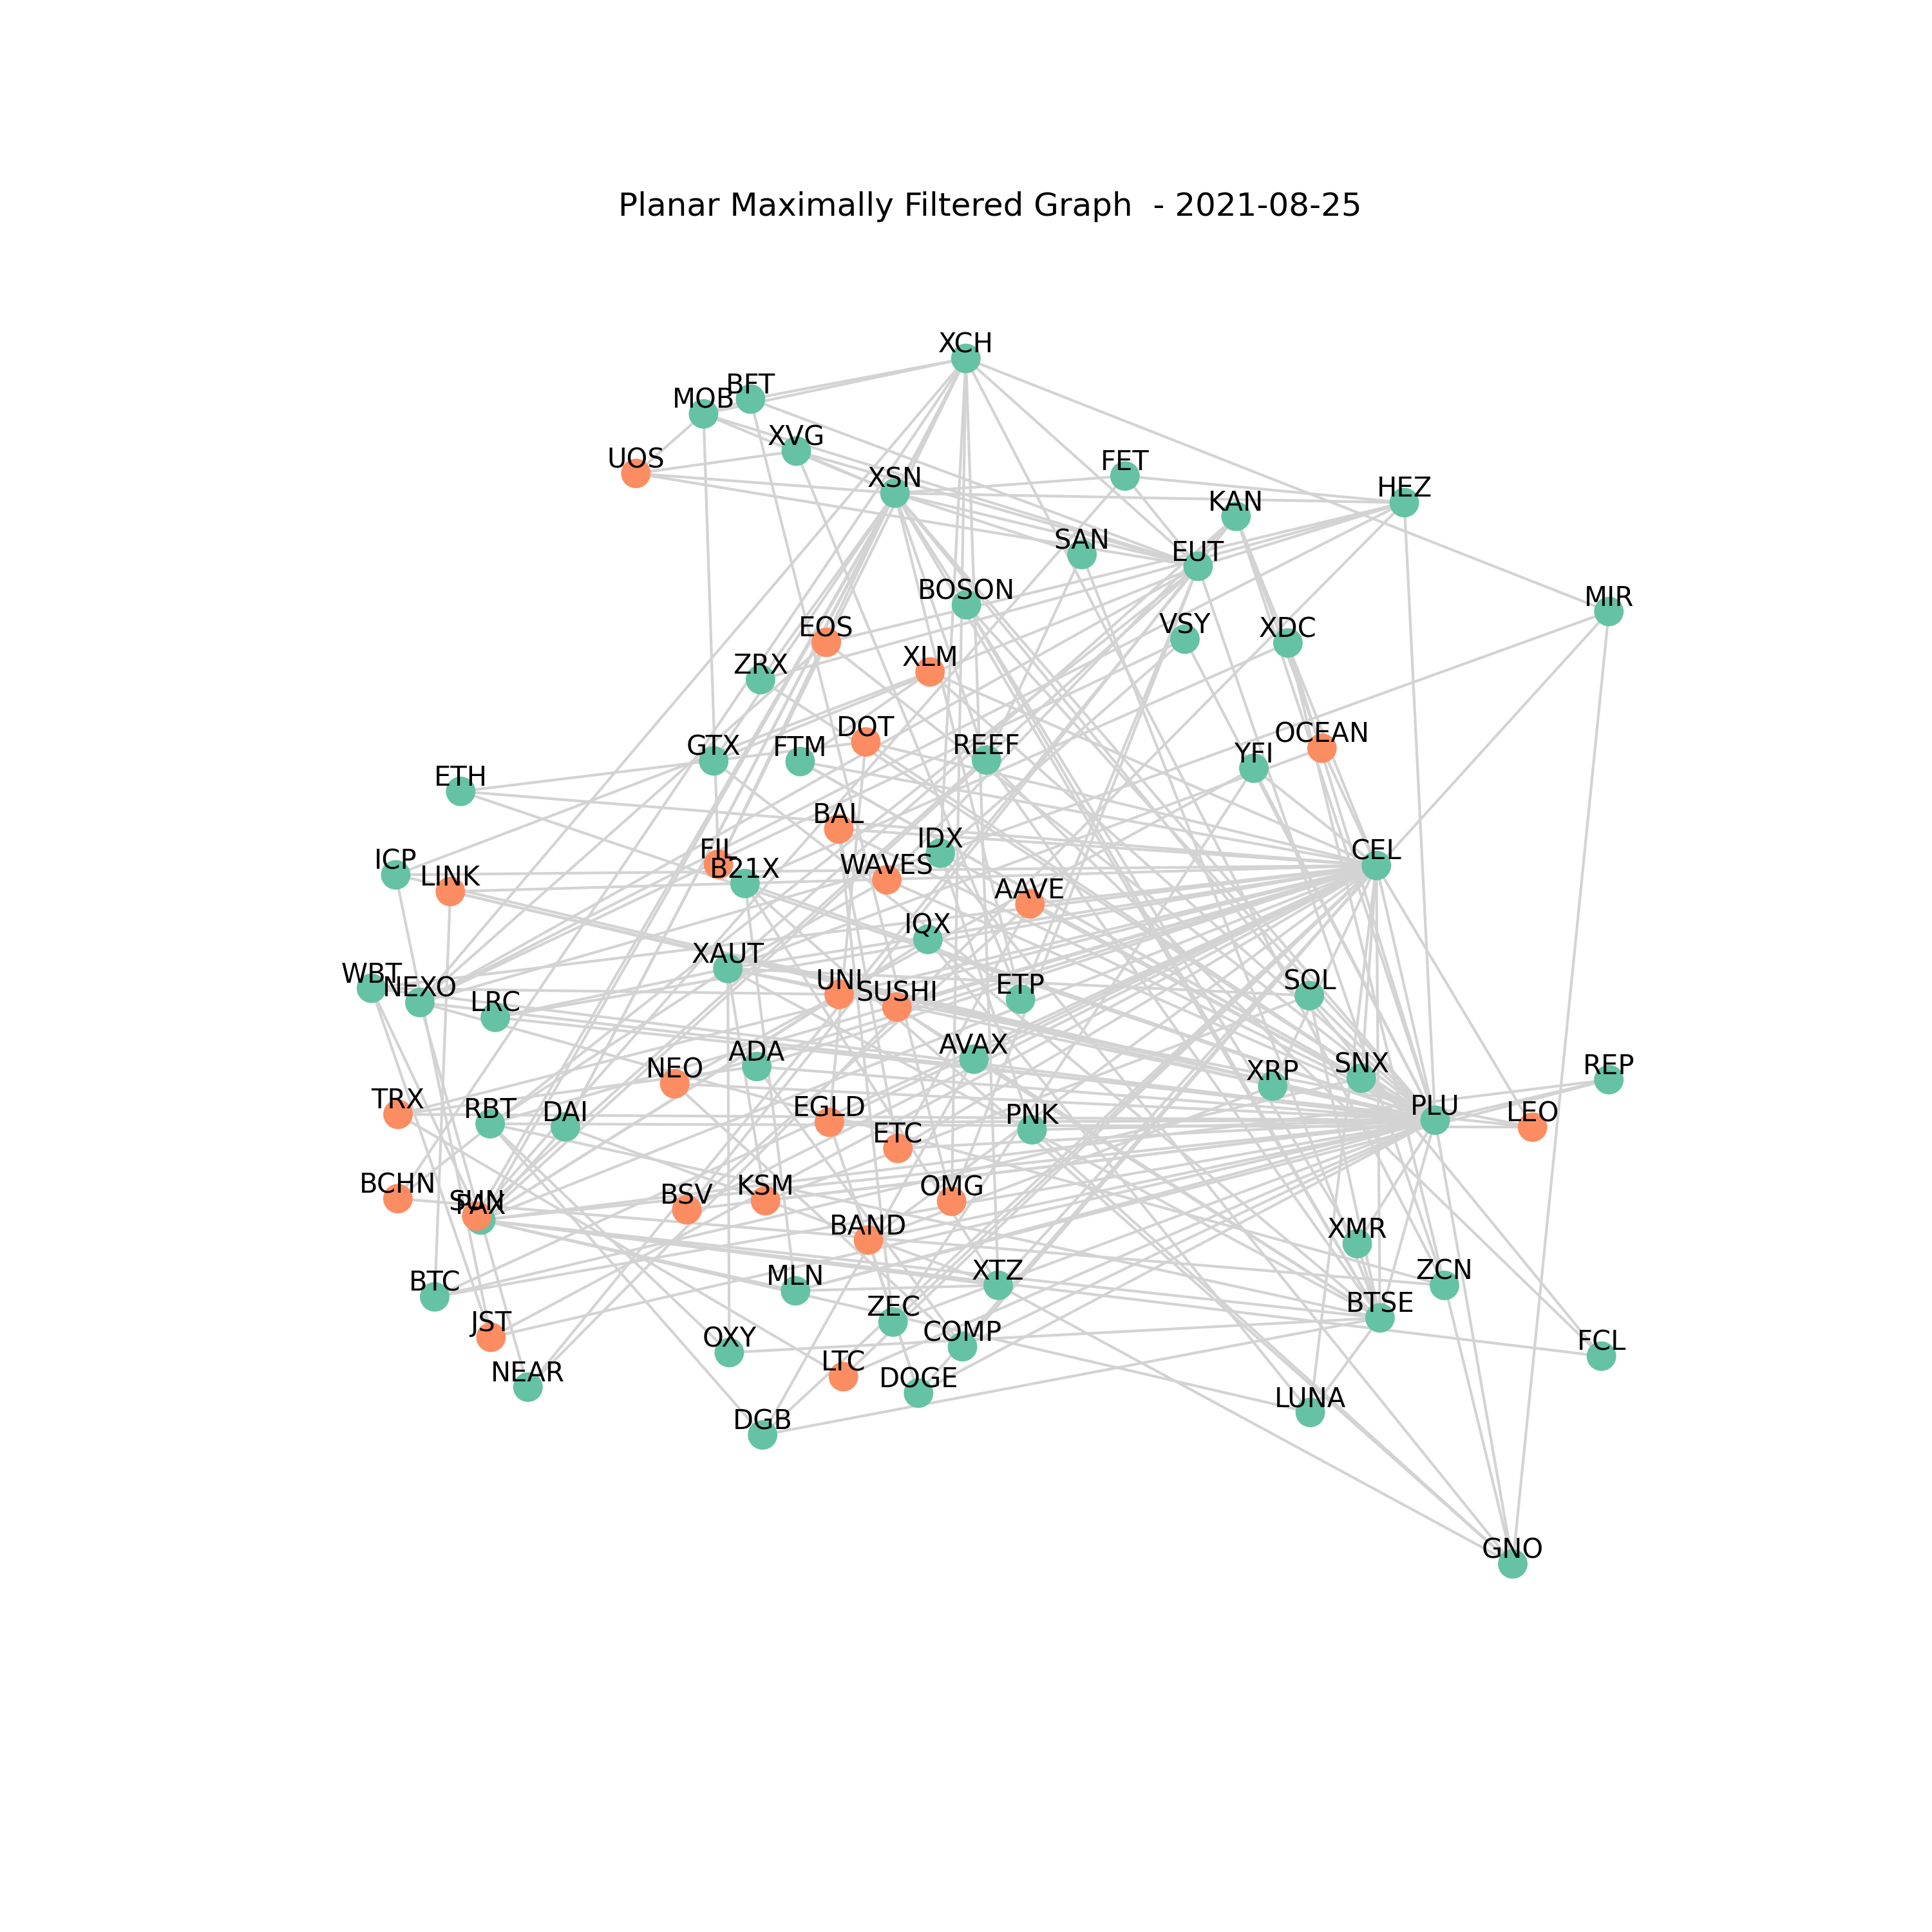 Planar Maximally Filtered Graph  - 2021-08-25
XCH
BFT
MOB
XVG
UOS
FET
XSN
HEZ
KAN
SAN
EUT
BOSON
MIR
VSY
XDC
EOS
XLM
ZRX
DOT
OCEAN
GTX
FTM
REEF
YFI
ETH
BAL
IDX
FIL
CEL
ICP
WAVES
B21X
LINK
AAVE
IQX
XAUT
WBT
UNI
SOL
NEXO
ETP
SUSHI
LRC
AVAX
ADA
SNX
REP
NEO
XRP
TRX
PLU
EGLD
RBT
DAI
PNK
LEO
ETC
BCHN
KSM
OMG
BSV
SUN
PAX
BAND
XMR
XTZ
ZCN
MLN
BTC
BTSE
ZEC
JST
COMP
OXY
FCL
LTC
NEAR
DOGE
LUNA
DGB
GNO